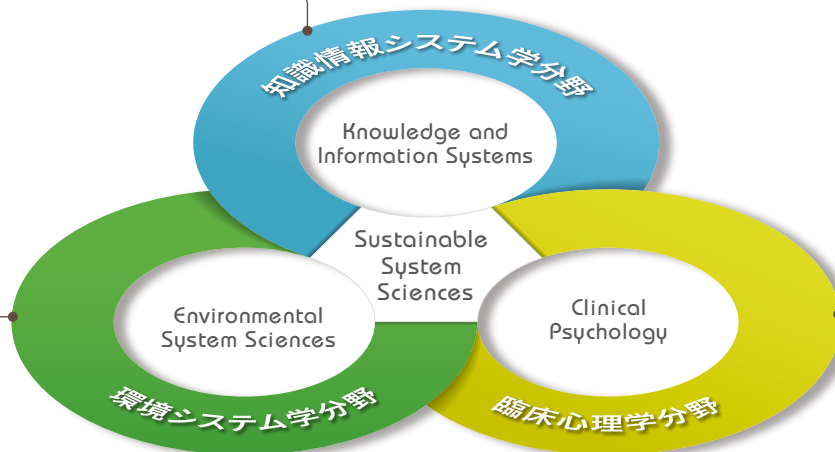 知識情報システム学分野
Knowledge and
Information Systems
Sustainable
System
Sciences
Environmental
System Sciences
環境システム学分野
Clinical
Psychology
臨床心理学分野